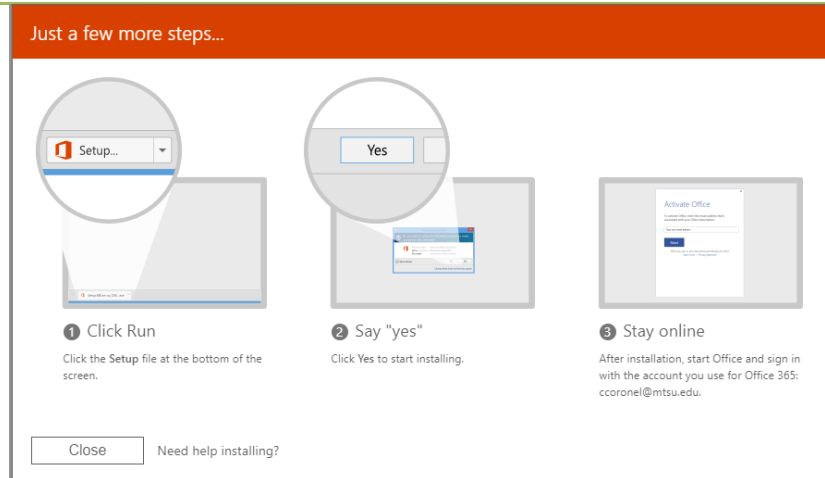 Just a few more steps...
Setup...
Yes
Activate Office
Next
1 Click Run
Click the Setup file at the bottom of the
screen.
2 Say "yes"
Click Yes to start installing.
3 Stay online
After installation, start Office and sign in
with the account you use for Office 365:
ccoronel@mtsu.edu.
Close
Need help installing?